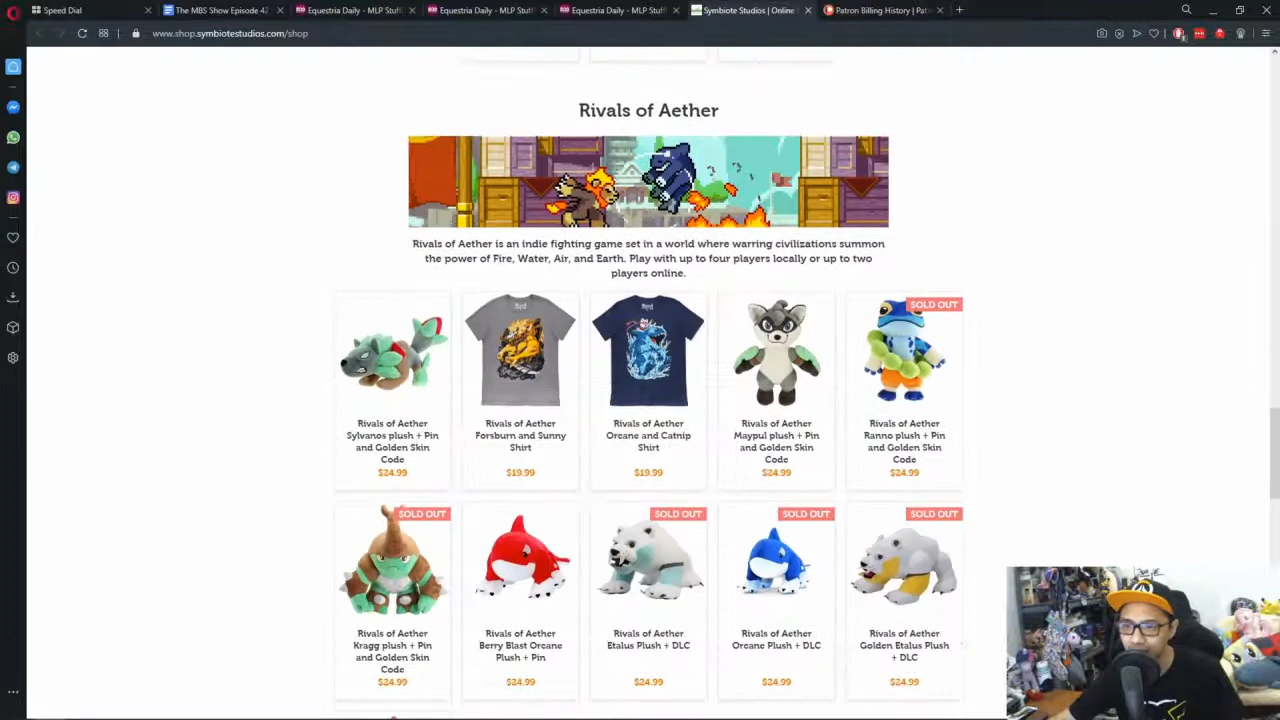 Speed Dial
The MBS Show Episode 42
Equestria Daily - MLP Stuf
Equestria Daily - MLP Stuf
Equestria Daily - MLP Stuf
Symbiote Studios | Online
Patron Billing History | Pat
www.shop.symbiotestudios.com/shop
Rivals of Aether
Rivals of Aether is an indie fighting game set in a world where warring civilizations summon
the power of Fire, Water, Air, and Earth. Play with up to four players locally or up to two
players online.
SOLD OUT
Rivals of Aether
Sylvanos plush + Pin
and Golden Skin
Code
$24.99
Rivals of Aether
Forsburn and Sunny
Shirt
$19.99
Rivals of Aether
Orcane and Catnip
Shirt
$19.99
Rivals of Aether
Maypul plush + Pin
and Golden Skin
Code
$24.99
Rivals of Aether
Ranno plush + Pin
and Golden Skin
Code
$24.99
SOLD OUT
SOLD OUT
SOLD OUT
SOLD OUT
Rivals of Aether
Kragg plush + Pin
and Golden Skin
Code
$24.99
Rivals of Aether
Berry Blast Orcane
Plush + Pin
$24.99
Rivals of Aether
Etalus Plush + DLC
$24.99
Rivals of Aether
Orcane Plush + DLC
$24.99
Rivals of Aether
Golden Etalus Plush
+ DLC
$24.99